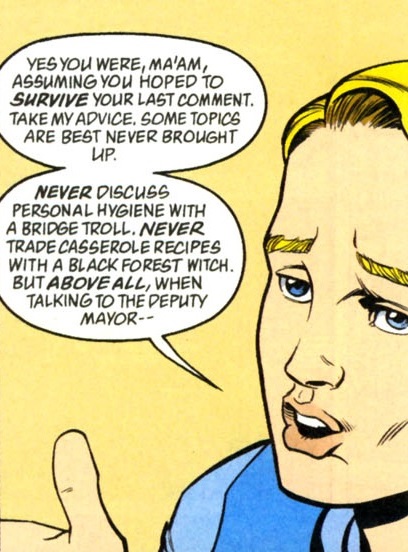 YES YOU WERE, MA'AM,
ASSUMING YOU HOPED TO
SURVIVE YOUR LAST COMMENT.
TAKE MY ADVICE. SOME TOPICS
ARE BEST NEVER BROUGHT
UP.
NEVER DISCUSS
PERSONAL HYGIENE WITH
A BRIDGE TROLL. NEVER
TRADE CASSEROLE RECIPES
WITH A BLACK FOREST WITCH.
BUT ABOVE ALL, WHEN
TALKING TO THE DEPUTY
MAYOR--